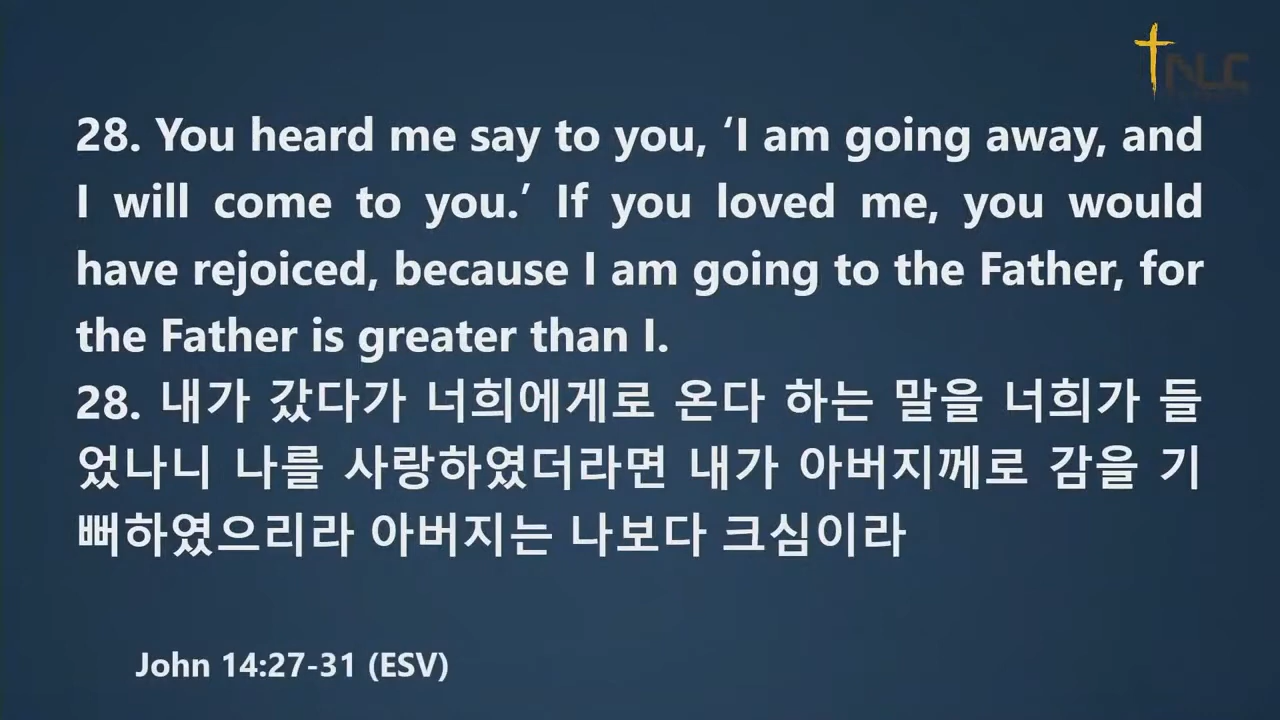 NLC
28. You heard me say to you, ‘I am going away, and
I will come to you.’ If you loved me, you would
have rejoiced, because I am going to the Father, for
the Father is greater than I.
28. 내가 갔다가 너희에게로 온다 하는 말을 너희가 들
었나니 나를 사랑하였더라면 내가 아버지께로 감을 기
뻐하였으리라 아버지는 나보다 크심이라
John 14:27-31 (ESV)